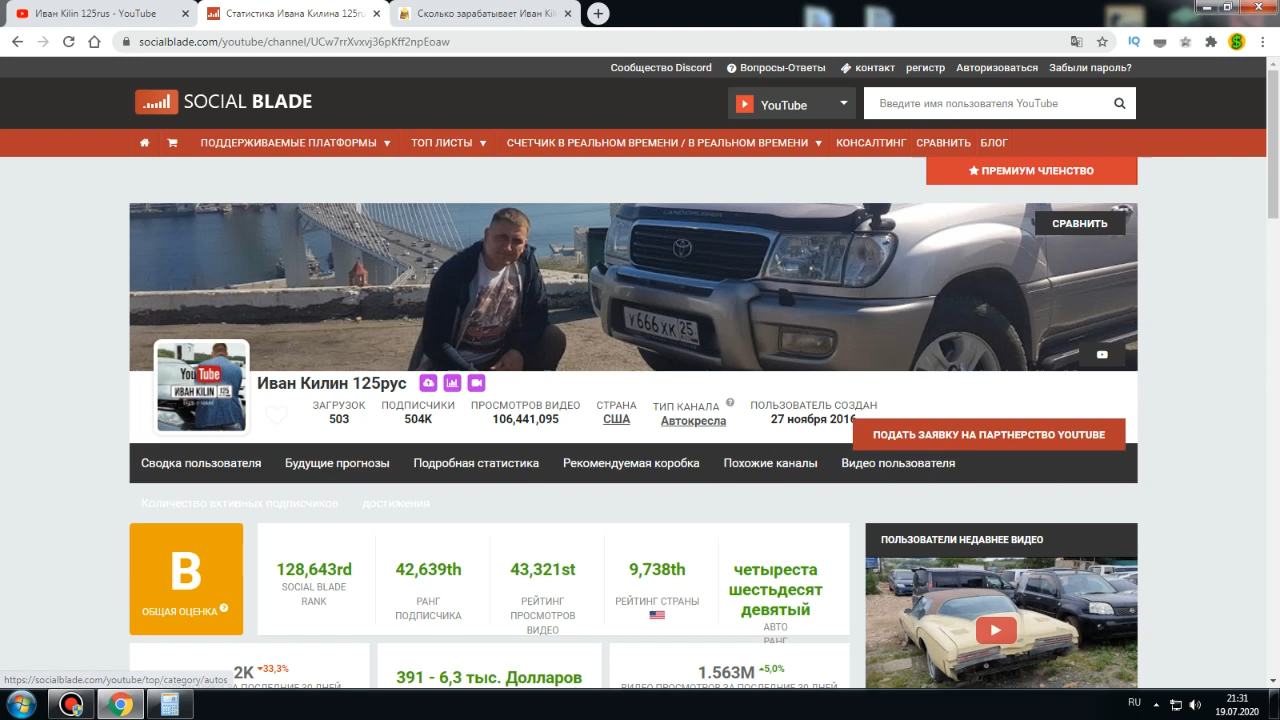 Иван Kilin 125rus - YouTube
Статистика Ивана Килина 125ru
Сколько зарабатывает Иван Kil
socialblade.com/youtube/channel/UCw7rrXvxvj36pKff2npEoaw
Сообщество Discord Вопросы-Ответы контакт регистр Авторизоваться Забыли пароль?
SOCIAL BLADE
YouTube
Введите имя пользователя YouTube
ПОДДЕРЖИВАЕМЫЕ ПЛАТФОРМЫ ТОП ЛИСТЫ СЧЕТЧИК В РЕАЛЬНОМ ВРЕМЕНИ / В РЕАЛЬНОМ ВРЕМЕНИ КОНСАЛТИНГ СРАВНИТЬ БЛОГ
ПРЕМИУМ ЧЛЕНСТВО
СРАВНИТЬ
LAND CRUISER
У666ХК 25
YouTube
ИВАН KILIN 125
Иван Килин 125рус
ЗАГРУЗОК ПОДПИСЧИКИ ПРОСМОТРОВ ВИДЕО СТРАНА ТИП КАНАЛА ПОЛЬЗОВАТЕЛЬ СОЗДАН
503 504K 106,441,095 США Автокресла 27 ноября 2016
ПОДАТЬ ЗАЯВКУ НА ПАРТНЕРСТВО YOUTUBE
Сводка пользователя Будущие прогнозы Подробная статистика Рекомендуемая коробка Похожие каналы Видео пользователя
Количество активных подписчиков достижения
B
ОБЩАЯ ОЦЕНКА
128,643rd
SOCIAL BLADE
RANK
42,639th
РАНГ
ПОДПИСЧИКА
43,321st
РЕЙТИНГ
ПРОСМОТРОВ
ВИДЕО
9,738th
РЕЙТИНГ СТРАНЫ
четыреста
шестьдесят
девятый
АВТО
РАНГ
ПОЛЬЗОВАТЕЛИ НЕДАВНЕЕ ВИДЕО
2K -33,3%
А ПОСЛЕДНИЕ 30 ДНЕЙ
391 - 6,3 тыс. Долларов
1.563M 5,0%
ВИДЕО ПРОСМОТРОВ ЗА ПОСЛЕДНИЕ 30 ДНЕЙ
https://socialblade.com/youtube/top/category/autos
RU
21:31
19.07.2020